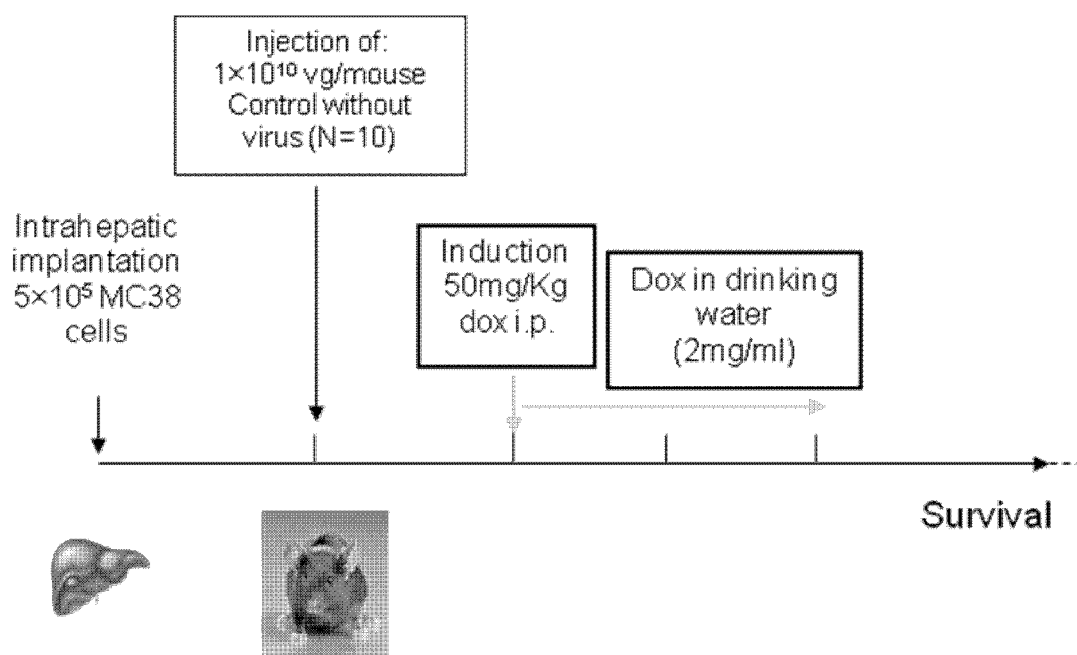 Injection of:
1×10¹⁰ vg/mouse
Control without
virus (N=10)
Intrahepatic
implantation
5×10⁵ MC38
cells
Induction
50mg/Kg
dox i.p.
Dox in drinking
water
(2mg/ml)
Survival